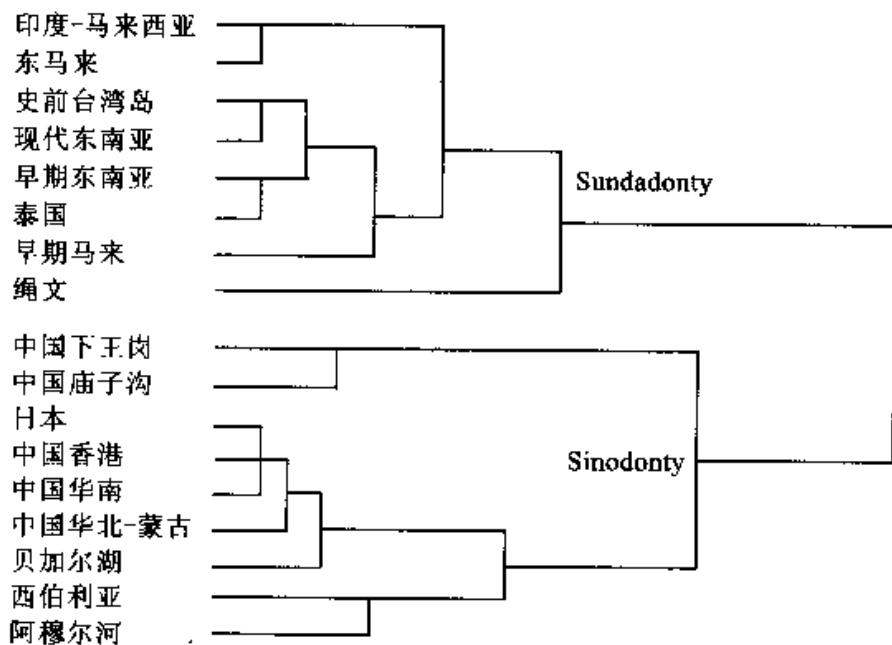 印度-马来西亚
东马来
史前台湾岛
现代东南亚
早期东南亚
泰国
早期马来
绳文
Sundadonty
中国下王岗
中国庙子沟
日本
中国香港
中国华南
中国华北-蒙古
贝加尔湖
西伯利亚
阿穆尔河
Sinodonty